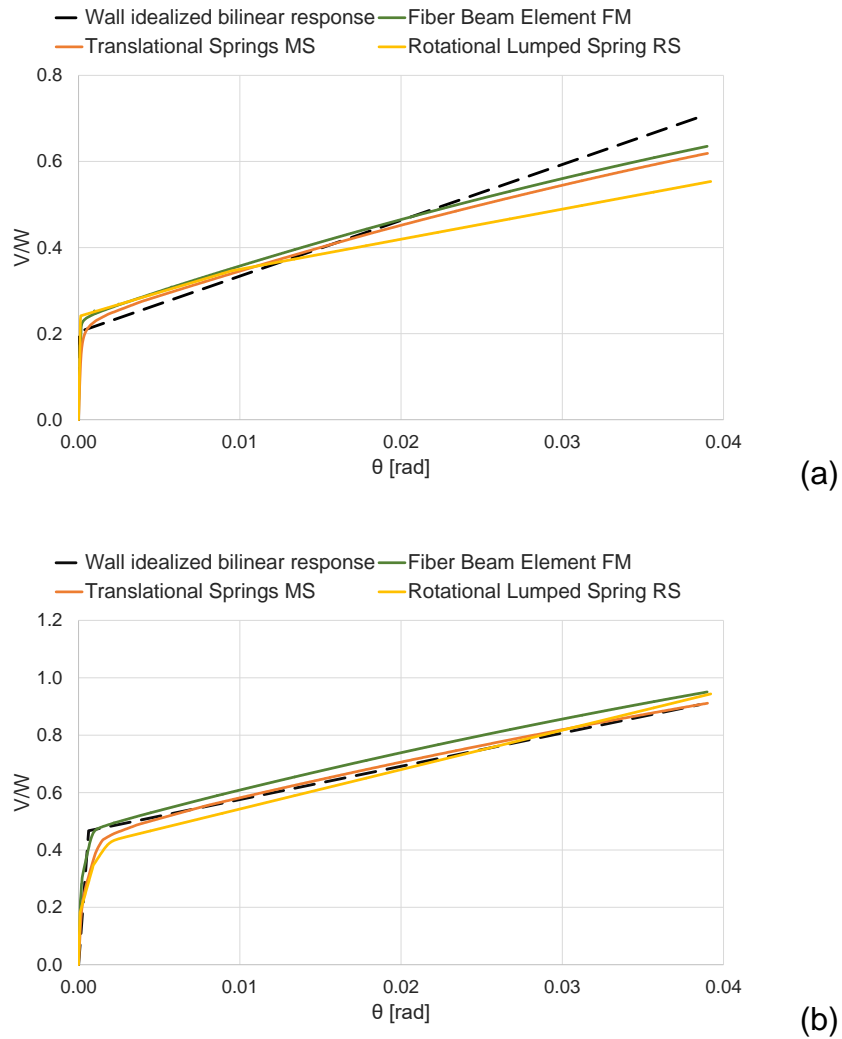 Wall idealized bilinear response Fiber Beam Element FM
Translational Springs MS Rotational Lumped Spring RS
0.8
0.6
0.4
0.2
0.0
V/W
0.00 0.01 0.02 0.03 0.04
θ [rad]
(a)
Wall idealized bilinear response Fiber Beam Element FM
Translational Springs MS Rotational Lumped Spring RS
1.2
1.0
0.8
0.6
0.4
0.2
0.0
V/W
0.00 0.01 0.02 0.03 0.04
θ [rad]
(b)